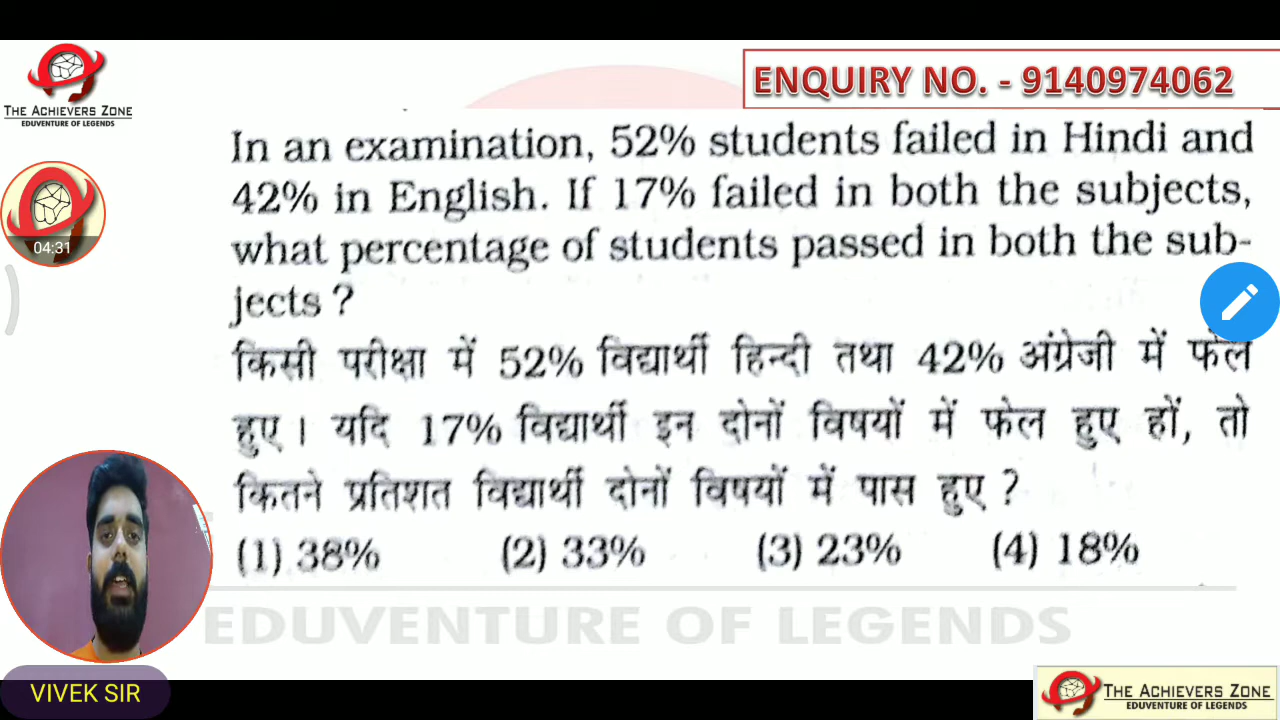 THE ACHIEVERS ZONE
EDUVENTURE OF LEGENDS
ENQUIRY NO. - 9140974062
04:31
In an examination, 52% students failed in Hindi and
42% in English. If 17% failed in both the subjects,
what percentage of students passed in both the sub-
jects ?
किसी परीक्षा में 52% विद्यार्थी हिन्दी तथा 42% अंग्रेजी में फेल
हुए । यदि 17% विद्यार्थी इन दोनों विषयों में फेल हुए हों, तो
कितने प्रतिशत विद्यार्थी दोनों विषयों में पास हुए ?
(1) 38% (2) 33% (3) 23% (4) 18%
EDUVENTURE OF LEGENDS
VIVEK SIR
THE ACHIEVERS ZONE
EDUVENTURE OF LEGENDS